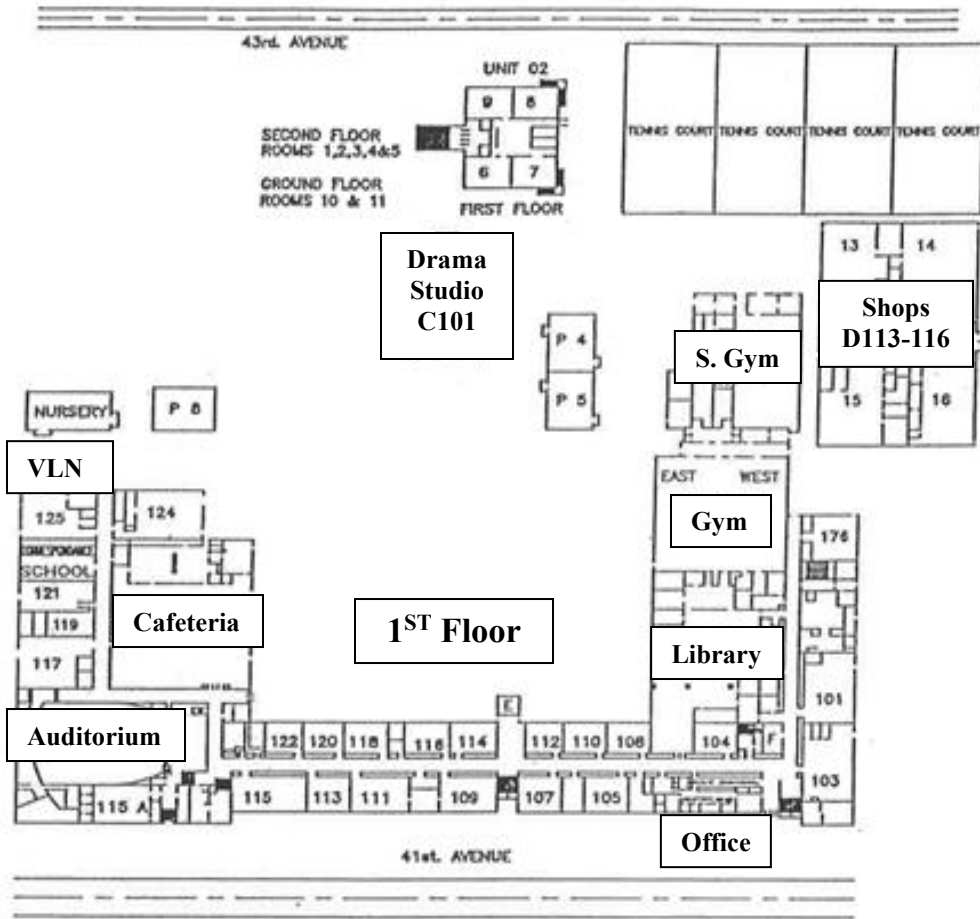 43rd. AVENUE
UNIT 02
9 8
SECOND FLOOR
ROOMS 1,2,3,4&5
GROUND FLOOR
ROOMS 10 & 11
6 7
FIRST FLOOR
TENNIS COURT TENNIS COURT TENNIS COURT TENNIS COURT
Drama
Studio
C101
13 14
Shops
D113-116
15 16
P 4
P 5
S. Gym
NURSERY
P 8
VLN
125
124
SCHOOL
121
119
117
Cafeteria
1ST Floor
EAST WEST
Gym
176
Library
101
Auditorium
E
122 120 118 116 114 112 110 108 104 F
103
115 A 115 113 111 109 107 105
Office
41st. AVENUE